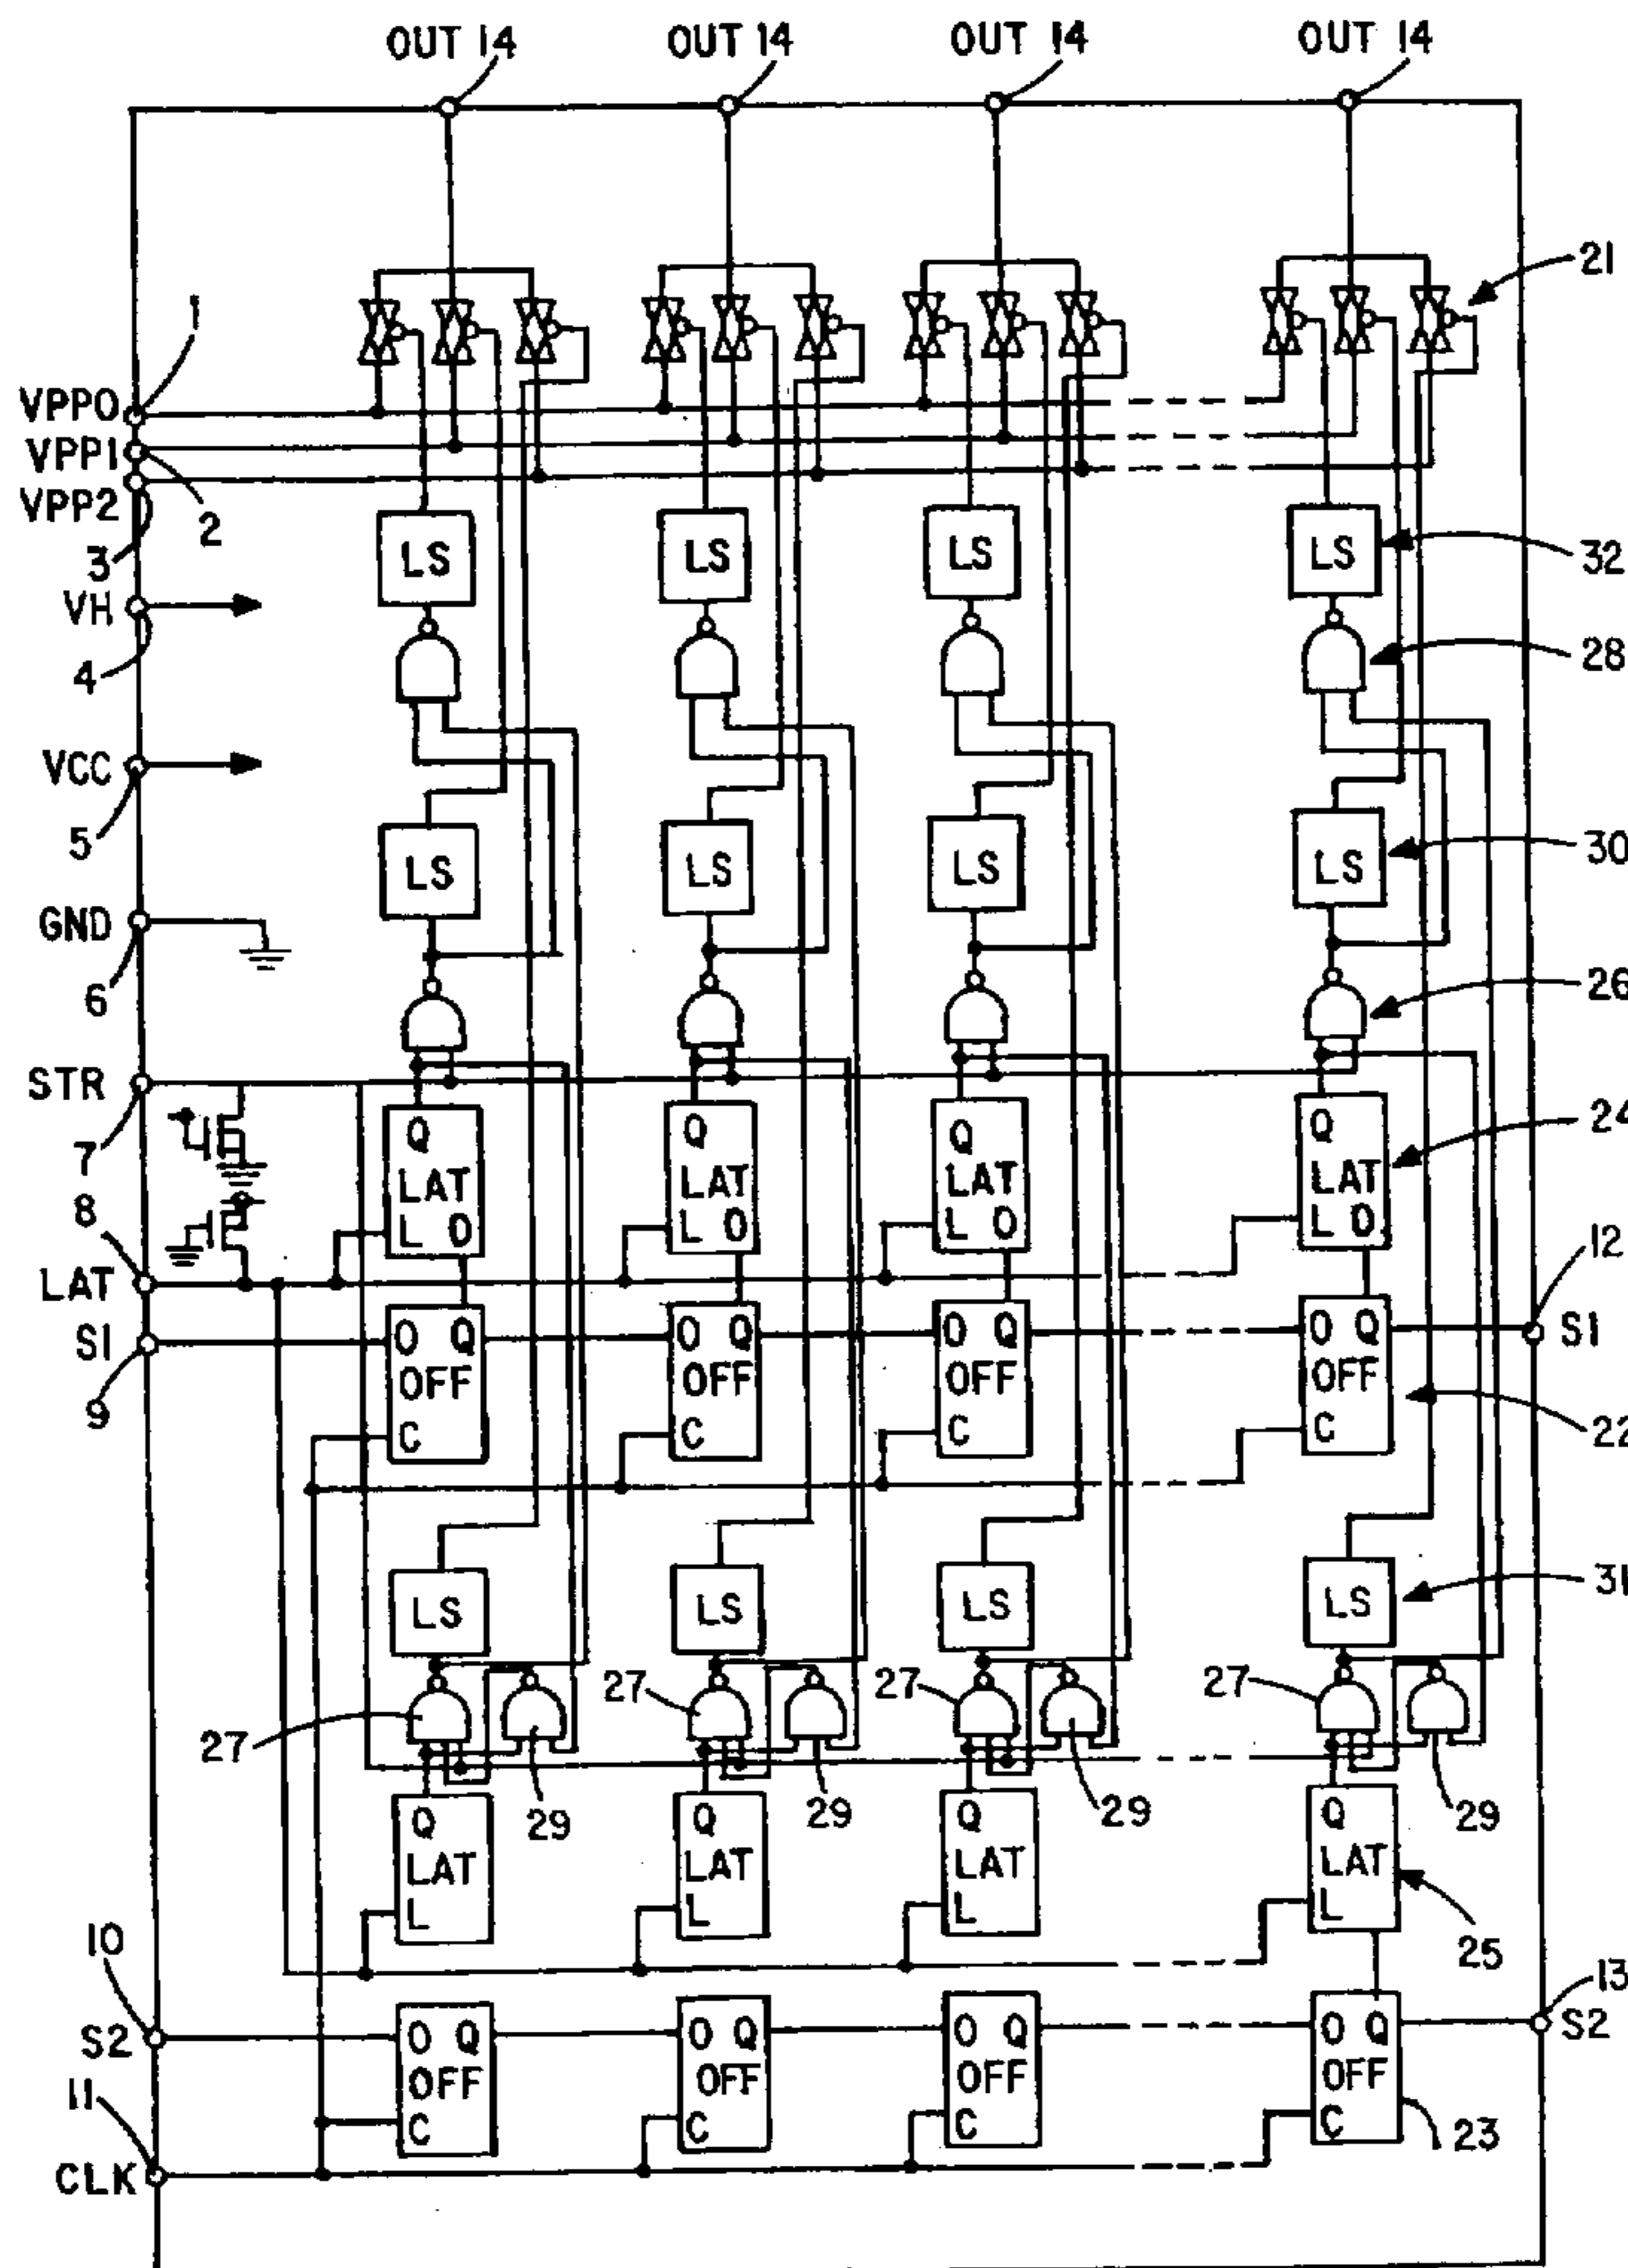 OUT 14 OUT 14 OUT 14 OUT 14
21
1
VPP0
VPP1
VPP2
2
3
LS LS LS LS
32
VH
4
28
VCC
5
LS LS LS LS
30
GND
6
26
STR
7
Q Q Q Q
24
LAT LAT LAT LAT
8
L O L O L O L O
12
LAT
S1
O Q O Q O Q O Q
S1
OFF OFF OFF OFF
9
C C C C
22
LS LS LS LS
31
27 27 27 27
29 29 29 29
Q Q Q Q
LAT LAT LAT LAT
L L L L
10
25
13
S2
O Q O Q O Q O Q
S2
OFF OFF OFF OFF
11
C C C C
23
CLK